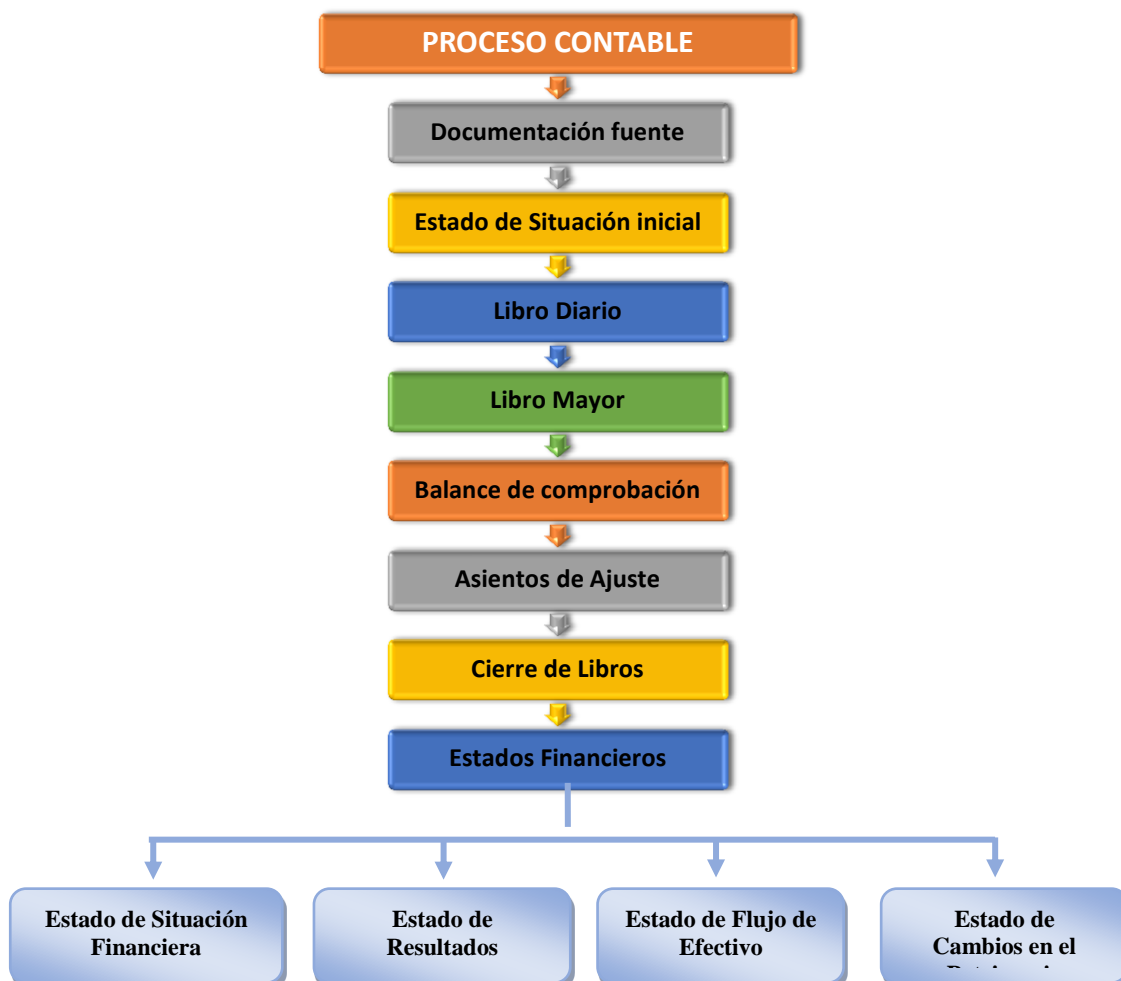 PROCESO CONTABLE
Documentación fuente
Estado de Situación inicial
Libro Diario
Libro Mayor
Balance de comprobación
Asientos de Ajuste
Cierre de Libros
Estados Financieros
Estado de Situación
Financiera
Estado de
Resultados
Estado de Flujo de
Efectivo
Estado de
Cambios en el